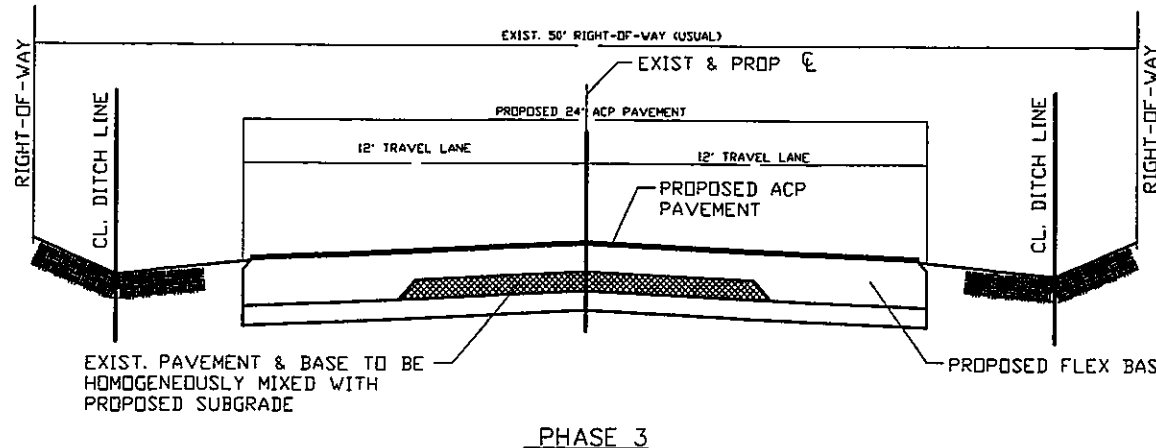 EXIST. 50' RIGHT-OF-WAY (USUAL)
EXIST & PROP ℄
PROPOSED 24' ACP PAVEMENT
12' TRAVEL LANE
12' TRAVEL LANE
RIGHT-OF-WAY
CL. DITCH LINE
PROPOSED ACP
PAVEMENT
CL. DITCH LINE
RIGHT-OF-WAY
EXIST. PAVEMENT & BASE TO BE
HOMOGENEOUSLY MIXED WITH
PROPOSED SUBGRADE
PROPOSED FLEX BAS
PHASE 3